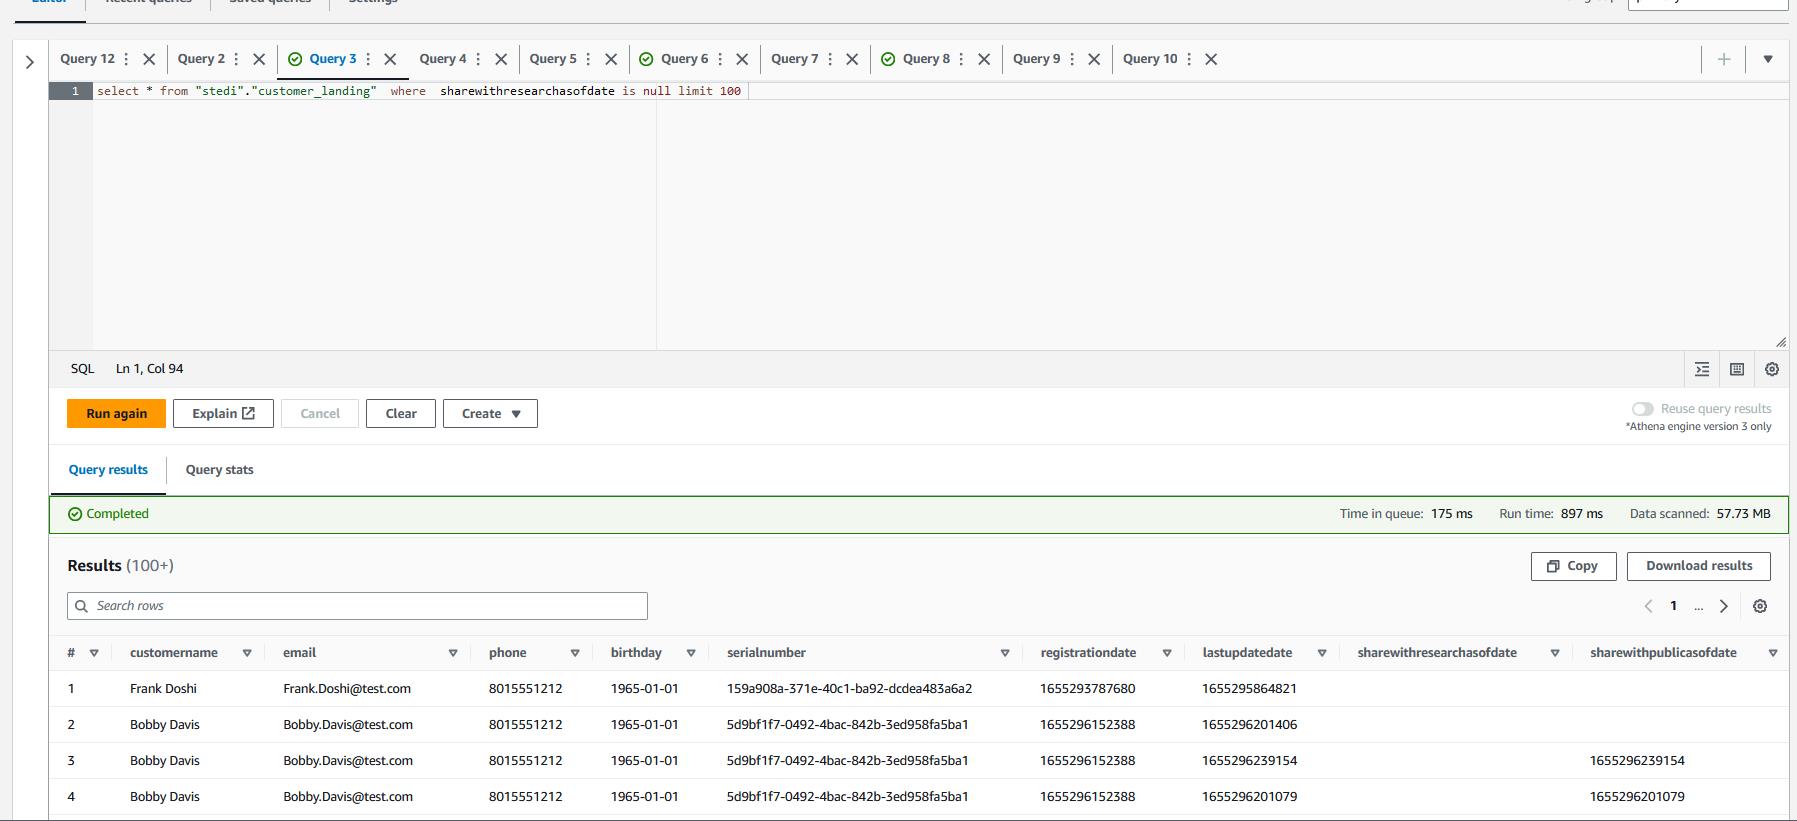 Editor Recent queries Saved queries Settings
Query 12 Query 2 Query 3 Query 4 Query 5 Query 6 Query 7 Query 8 Query 9 Query 10
1 select * from "stedi"."customer_landing" where sharewithresearchasofdate is null limit 100
SQL Ln 1, Col 94
Run again Explain Cancel Clear Create Reuse query results
*Athena engine version 3 only
Query results Query stats
Completed Time in queue: 175 ms Run time: 897 ms Data scanned: 57.73 MB
Results (100+) Copy Download results
Search rows 1 ...
# customername email phone birthday serialnumber registrationdate lastupdatedate sharewithresearchasofdate sharewithpublicasofdate
1 Frank Doshi Frank.Doshi@test.com 8015551212 1965-01-01 159a908a-371e-40c1-ba92-dcdea483a6a2 1655293787680 1655295864821
2 Bobby Davis Bobby.Davis@test.com 8015551212 1965-01-01 5d9bf1f7-0492-4bac-842b-3ed958fa5ba1 1655296152388 1655296201406
3 Bobby Davis Bobby.Davis@test.com 8015551212 1965-01-01 5d9bf1f7-0492-4bac-842b-3ed958fa5ba1 1655296152388 1655296239154 1655296239154
4 Bobby Davis Bobby.Davis@test.com 8015551212 1965-01-01 5d9bf1f7-0492-4bac-842b-3ed958fa5ba1 1655296152388 1655296201079 1655296201079